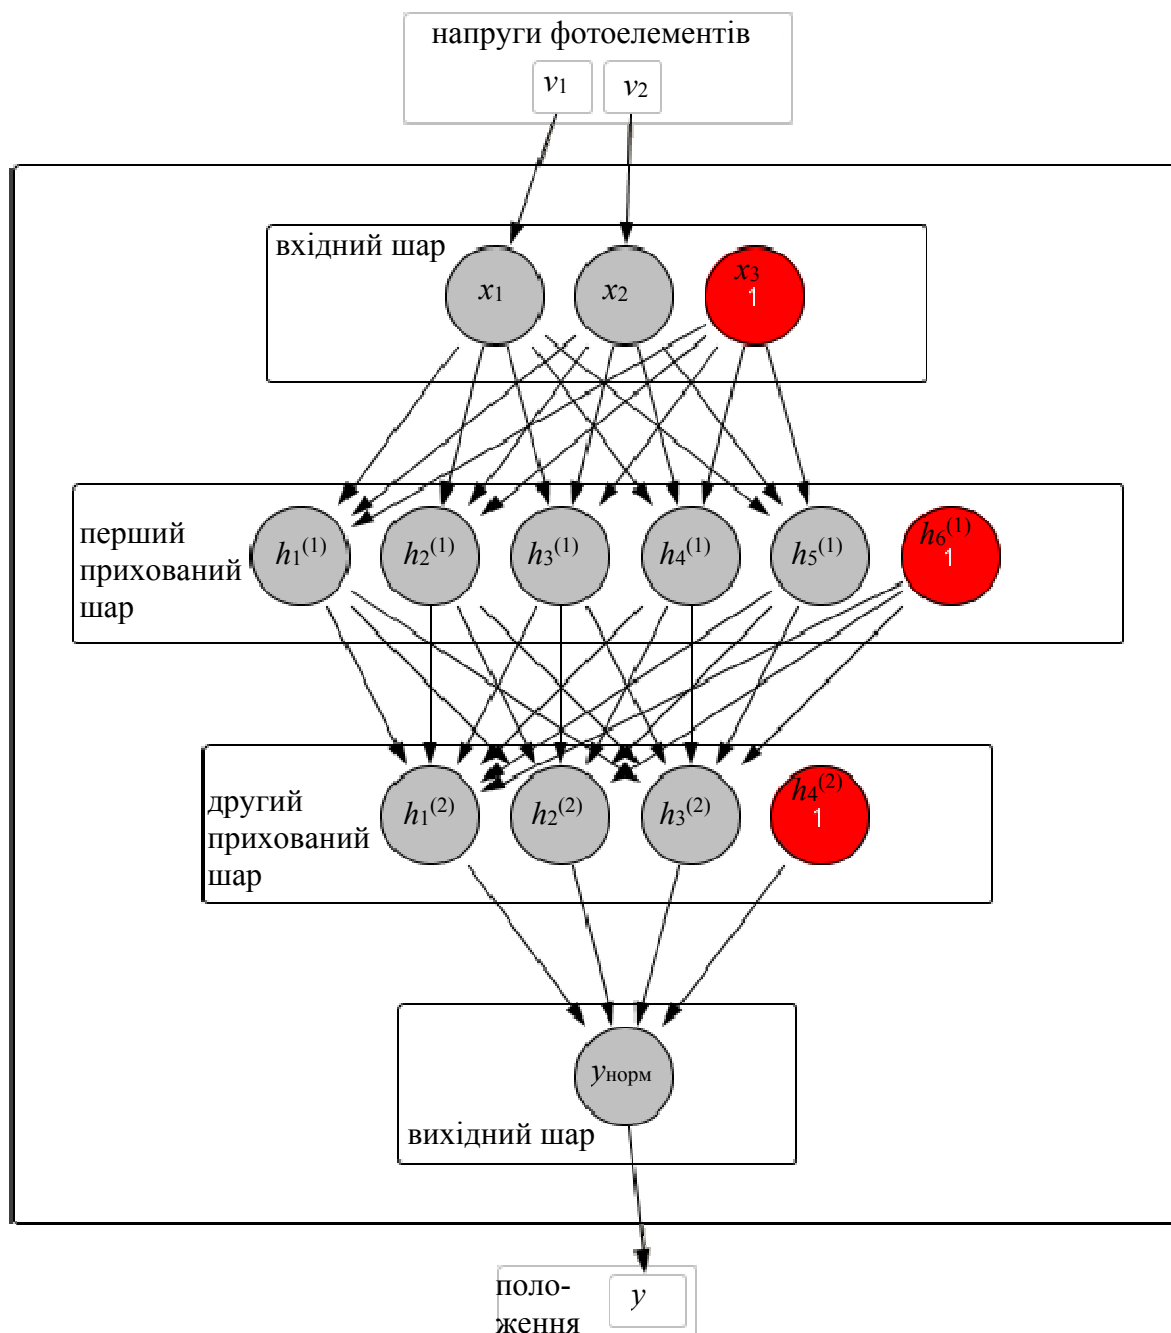 напруги фотоелементів
v1 v2
вхідний шар
x1 x2 x3
1
перший
прихований
шар
h1(1) h2(1) h3(1) h4(1) h5(1) h6(1)
1
другий
прихований
шар
h1(2) h2(2) h3(2) h4(2)
1
yнорм
вихідний шар
поло-
ження
y